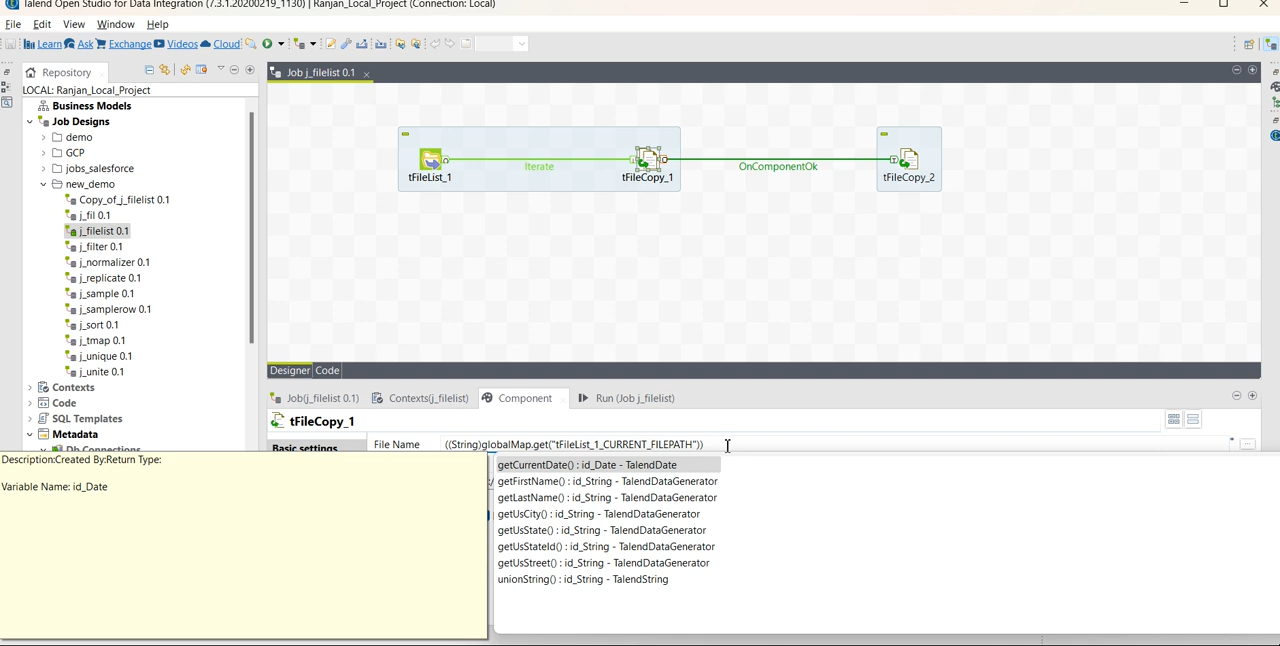 Talend Open Studio for Data Integration (7.3.1.20200219_1130) | Ranjan_Local_Project (Connection: Local)
File Edit View Window Help
Learn Ask Exchange Videos Cloud
Repository
LOCAL: Ranjan_Local_Project
Business Models
Job Designs
demo
GCP
jobs_salesforce
new_demo
Copy_of_j_filelist 0.1
j_fil 0.1
j_filelist 0.1
j_filter 0.1
j_normalizer 0.1
j_replicate 0.1
j_sample 0.1
j_samplerow 0.1
j_sort 0.1
j_tmap 0.1
j_unique 0.1
j_unite 0.1
Contexts
Code
SQL Templates
Metadata
Db Connections
Job j_filelist 0.1
tFileList_1
Iterate
tFileCopy_1
OnComponentOk
tFileCopy_2
Designer Code
Job(j_filelist 0.1) Contexts(j_filelist) Component Run (Job j_filelist)
tFileCopy_1
Basic settings
File Name ((String)globalMap.get("tFileList_1_CURRENT_FILEPATH")) * ...
Description:Created By:Return Type:
Variable Name: id_Date
getCurrentDate() : id_Date - TalendDate
getFirstName() : id_String - TalendDataGenerator
getLastName() : id_String - TalendDataGenerator
getUsCity() : id_String - TalendDataGenerator
getUsState() : id_String - TalendDataGenerator
getUsStateId() : id_String - TalendDataGenerator
getUsStreet() : id_String - TalendDataGenerator
unionString() : id_String - TalendString